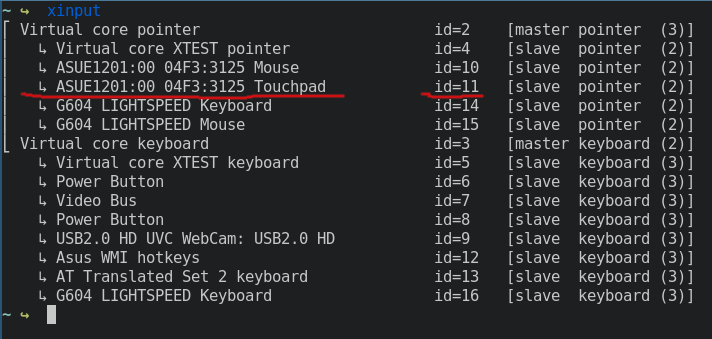 ~ ↪ xinput
⎡ Virtual core pointer id=2 [master pointer (3)]
⎜ ↳ Virtual core XTEST pointer id=4 [slave pointer (2)]
⎜ ↳ ASUE1201:00 04F3:3125 Mouse id=10 [slave pointer (2)]
⎜ ↳ ASUE1201:00 04F3:3125 Touchpad id=11 [slave pointer (2)]
⎜ ↳ G604 LIGHTSPEED Keyboard id=14 [slave pointer (2)]
⎜ ↳ G604 LIGHTSPEED Mouse id=15 [slave pointer (2)]
⎣ Virtual core keyboard id=3 [master keyboard (2)]
↳ Virtual core XTEST keyboard id=5 [slave keyboard (3)]
↳ Power Button id=6 [slave keyboard (3)]
↳ Video Bus id=7 [slave keyboard (3)]
↳ Power Button id=8 [slave keyboard (3)]
↳ USB2.0 HD UVC WebCam: USB2.0 HD id=9 [slave keyboard (3)]
↳ Asus WMI hotkeys id=12 [slave keyboard (3)]
↳ AT Translated Set 2 keyboard id=13 [slave keyboard (3)]
↳ G604 LIGHTSPEED Keyboard id=16 [slave keyboard (3)]
~ ↪